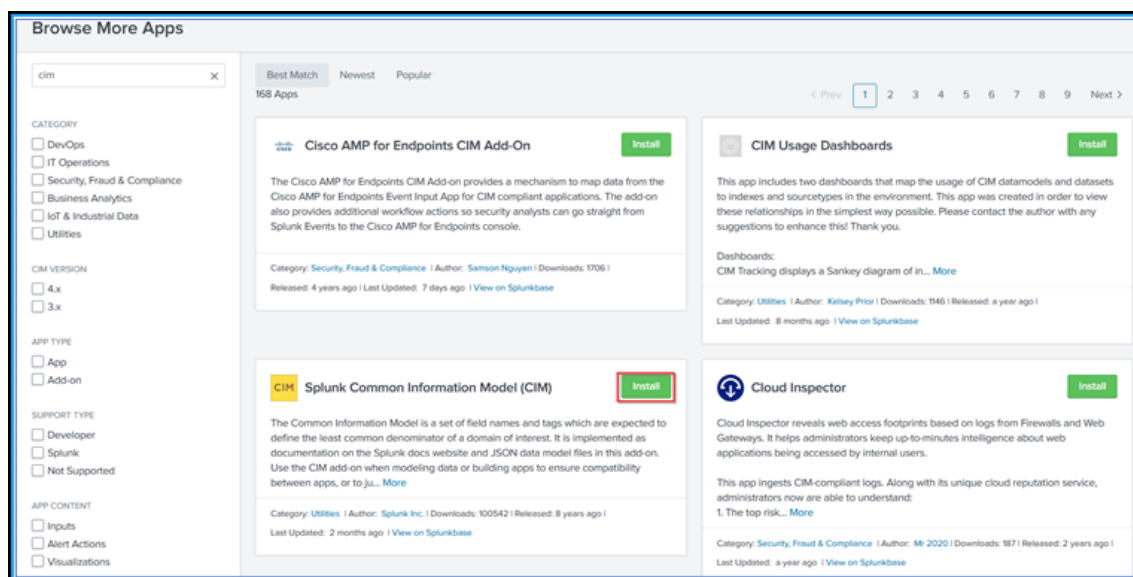 Browse More Apps
cim
CATEGORY
DevOps
IT Operations
Security, Fraud & Compliance
Business Analytics
IoT & Industrial Data
Utilities
CIM VERSION
4.x
3.x
APP TYPE
App
Add-on
SUPPORT TYPE
Developer
Splunk
Not Supported
APP CONTENT
Inputs
Alert Actions
Visualizations
Best Match Newest Popular
168 Apps
< Prev 1 2 3 4 5 6 7 8 9 Next >
Cisco AMP for Endpoints CIM Add-On
Install
The Cisco AMP for Endpoints CIM Add-on provides a mechanism to map data from the
Cisco AMP for Endpoints Event Input App for CIM compliant applications. The add-on
also provides additional workflow actions so security analysts can go straight from
Splunk Events to the Cisco AMP for Endpoints console.
Category: Security, Fraud & Compliance | Author: Samson Nguyen | Downloads: 1706 |
Released: 4 years ago | Last Updated: 7 days ago | View on Splunkbase
CIM Usage Dashboards
Install
This app includes two dashboards that map the usage of CIM datamodels and datasets
to indexes and sourcetypes in the environment. This app was created in order to view
these relationships in the simplest way possible. Please contact the author with any
suggestions to enhance this! Thank you.
Dashboards:
CIM Tracking displays a Sankey diagram of in... More
Category: Utilities | Author: Kelsey Prior | Downloads: 1146 | Released: a year ago |
Last Updated: 8 months ago | View on Splunkbase
CIM
Splunk Common Information Model (CIM)
Install
The Common Information Model is a set of field names and tags which are expected to
define the least common denominator of a domain of interest. It is implemented as
documentation on the Splunk docs website and JSON data model files in this add-on.
Use the CIM add-on when modeling data or building apps to ensure compatibility
between apps, or to ju... More
Category: Utilities | Author: Splunk Inc. | Downloads: 100542 | Released: 8 years ago |
Last Updated: 2 months ago | View on Splunkbase
Cloud Inspector
Install
Cloud Inspector reveals web access footprints based on logs from Firewalls and Web
Gateways. It helps administrators keep up-to-minutes intelligence about web
applications being accessed by internal users.
This app ingests CIM-compliant logs. Along with its unique cloud reputation service,
administrators now are able to understand:
1. The top risk... More
Category: Security, Fraud & Compliance | Author: Mr 2020 | Downloads: 187 | Released: 2 years ago |
Last Updated: a year ago | View on Splunkbase